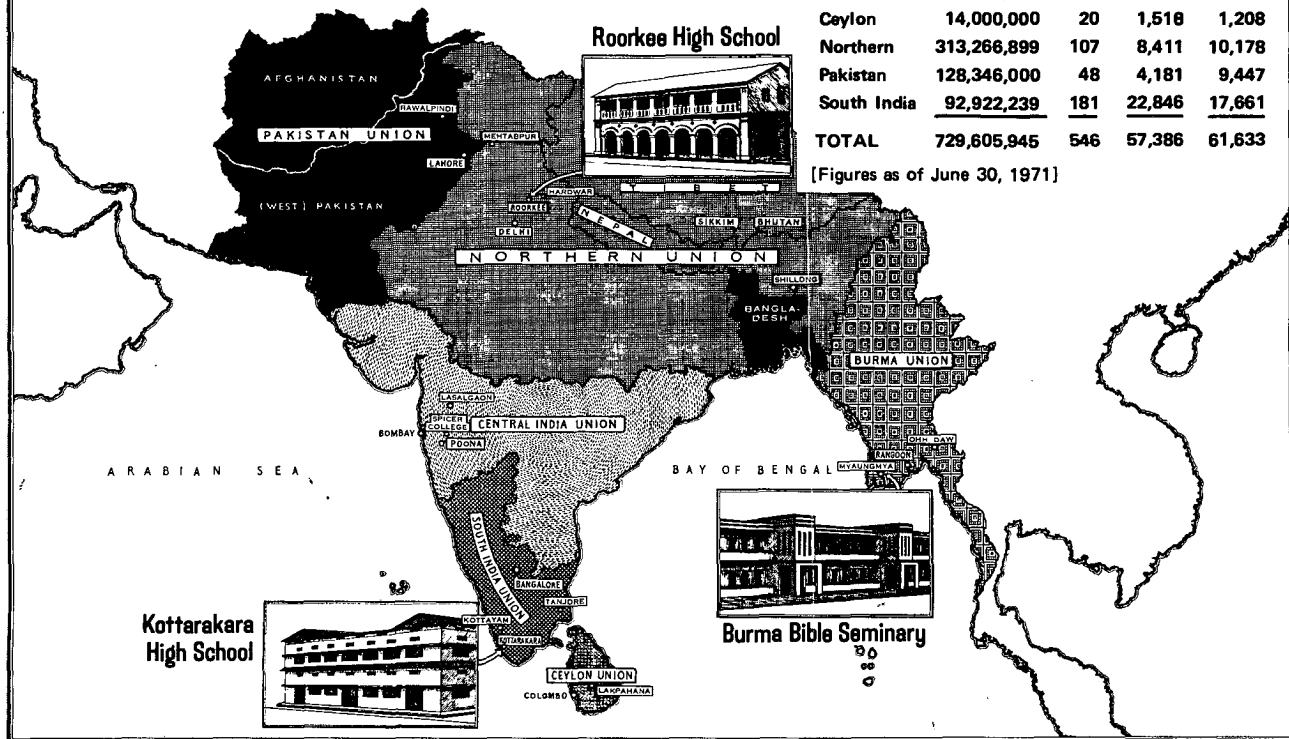 Ceylon 14,000,000 20 1,518 1,208
Northern 313,266,899 107 8,411 10,178
Pakistan 128,346,000 48 4,181 9,447
South India 92,922,239 181 22,846 17,661
TOTAL 729,605,945 546 57,386 61,633
[Figures as of June 30, 1971]
Roorkee High School
AFGHANISTAN
RAWALPINDI
PAKISTAN UNION
MEHTABPUR
LAHORE
(WEST) PAKISTAN
HARDWAR
TIBET
ROORKEE
DELHI
NEPAL
SIKKIM
BHUTAN
NORTHERN UNION
SHILLONG
BANGLA-
DESH
BURMA UNION
LASALGAON
SPICER
COLLEGE
BOMBAY
POONA
CENTRAL INDIA UNION
OHH DAW
RANGOON
MYAUNGMYA
ARABIAN SEA
BAY OF BENGAL
SOUTH INDIA UNION
BANGALORE
TANJORE
KOTTAYAM
KOTTARAKARA
Kottarakara
High School
Burma Bible Seminary
CEYLON UNION
COLOMBO
LAKPAHANA